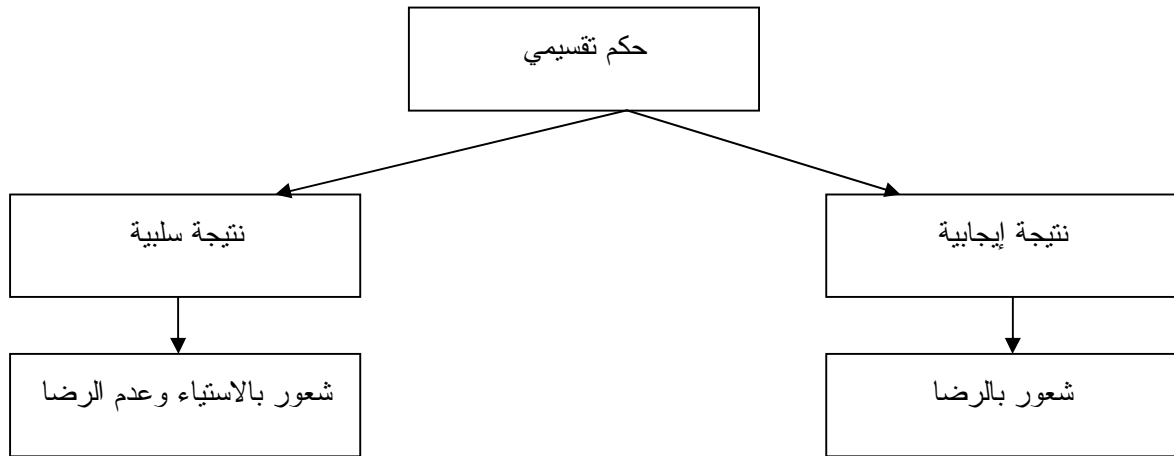 حكم تقسيمي
نتيجة إيجابية
نتيجة سلبية
شعور بالرضا
شعور بالاستياء وعدم الرضا